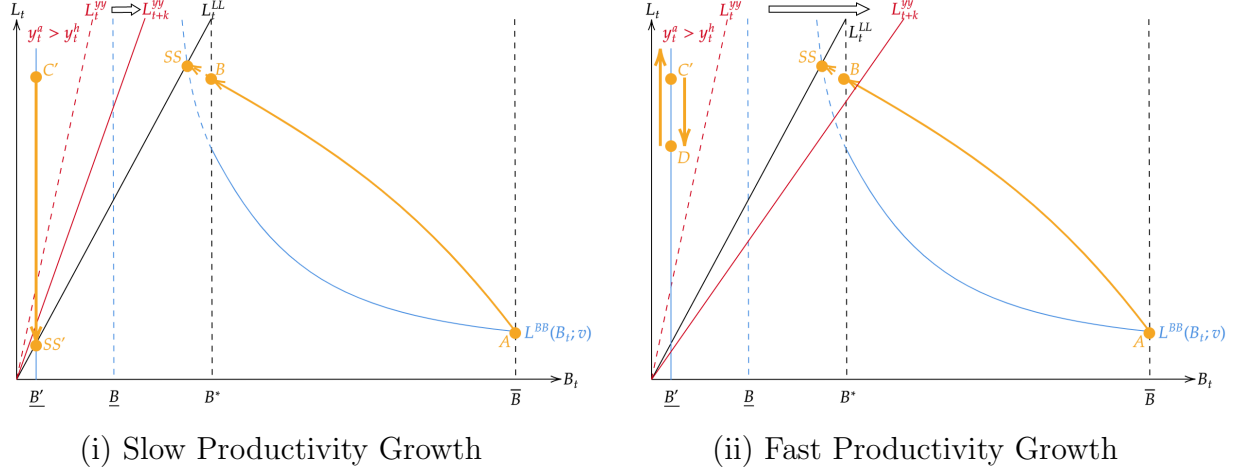 L_t L_t^{yy} L_{t+k}^{yy} L^{LL}
y_t^a > y_t^h
SS
B
C′
SS′
A
L^{BB}(B_t; v)
B_t
B′ B B* B̅
(i) Slow Productivity Growth
L_t L_t^{yy} L_{t+k}^{yy}
L_t^{LL}
y_t^a > y_t^h
SS
B
C′
D
A
L^{BB}(B_t; v)
B_t
B′ B B* B̅
(ii) Fast Productivity Growth